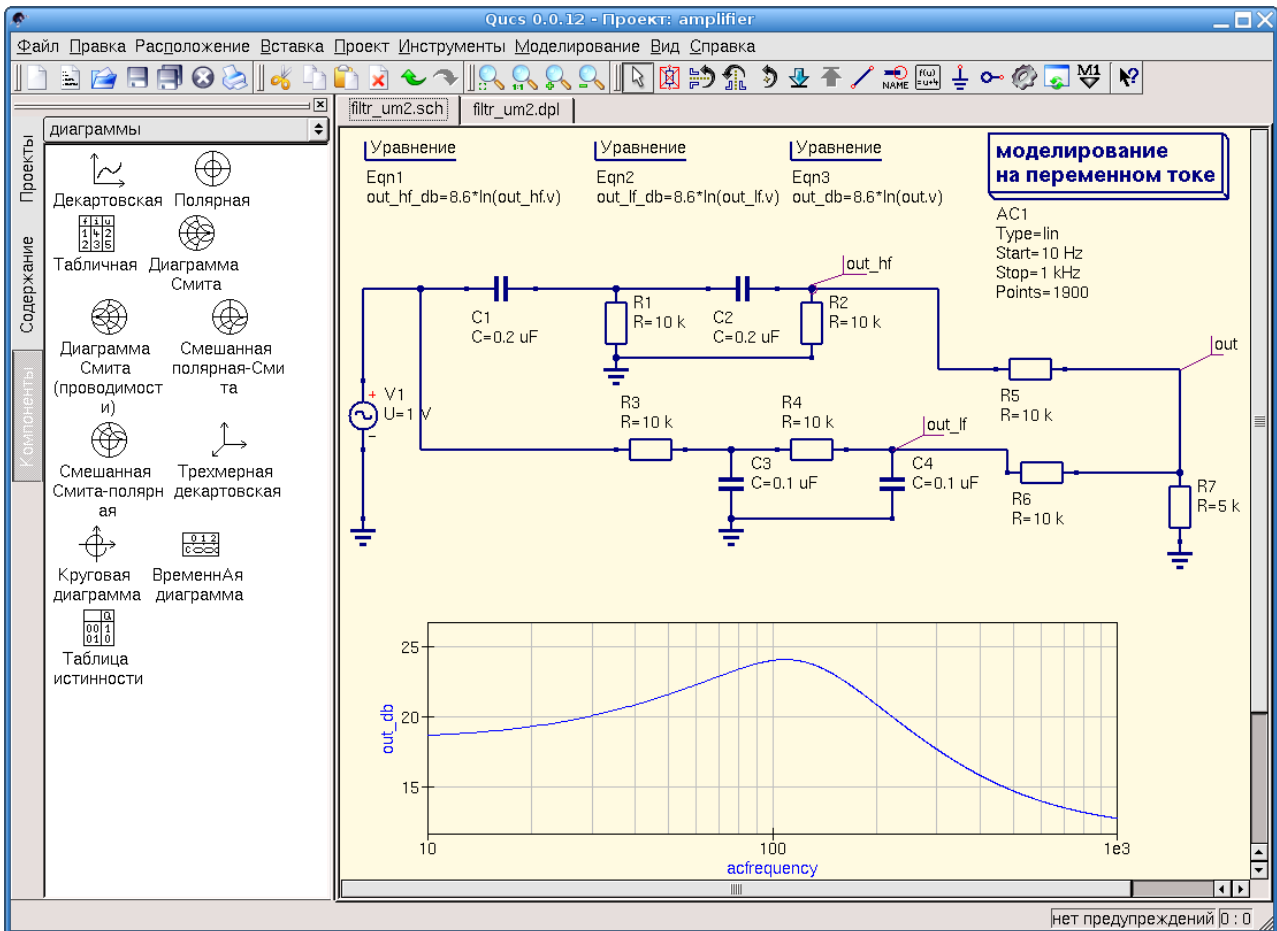 Qucs 0.0.12 - Проект: amplifier
Файл Правка Расположение Вставка Проект Инструменты Моделирование Вид Справка
NAME
f(u)
=u+4
M1
диаграммы
Проекты
Содержание
Компоненты
Декартовская
Полярная
Табличная
Диаграмма
Смита
Диаграмма
Смита
(проводимост
и)
Смешанная
полярная-Сми
та
Смешанная
Смита-полярн
ая
Трехмерная
декартовская
Круговая
диаграмма
ВременнАя
диаграмма
Таблица
истинности
filtr_um2.sch
filtr_um2.dpl
Уравнение
Eqn1
out_hf_db=8.6*ln(out_hf.v)
Уравнение
Eqn2
out_lf_db=8.6*ln(out_lf.v)
Уравнение
Eqn3
out_db=8.6*ln(out.v)
моделирование
на переменном токе
AC1
Type=lin
Start=10 Hz
Stop=1 kHz
Points=1900
out_hf
C1
C=0.2 uF
R1
R=10 k
C2
C=0.2 uF
R2
R=10 k
out
V1
U=1 V
R3
R=10 k
R4
R=10 k
out_lf
R5
R=10 k
C3
C=0.1 uF
C4
C=0.1 uF
R6
R=10 k
R7
R=5 k
25
20
15
out_db
10
100
1e3
acfrequency
нет предупреждений 0 : 0